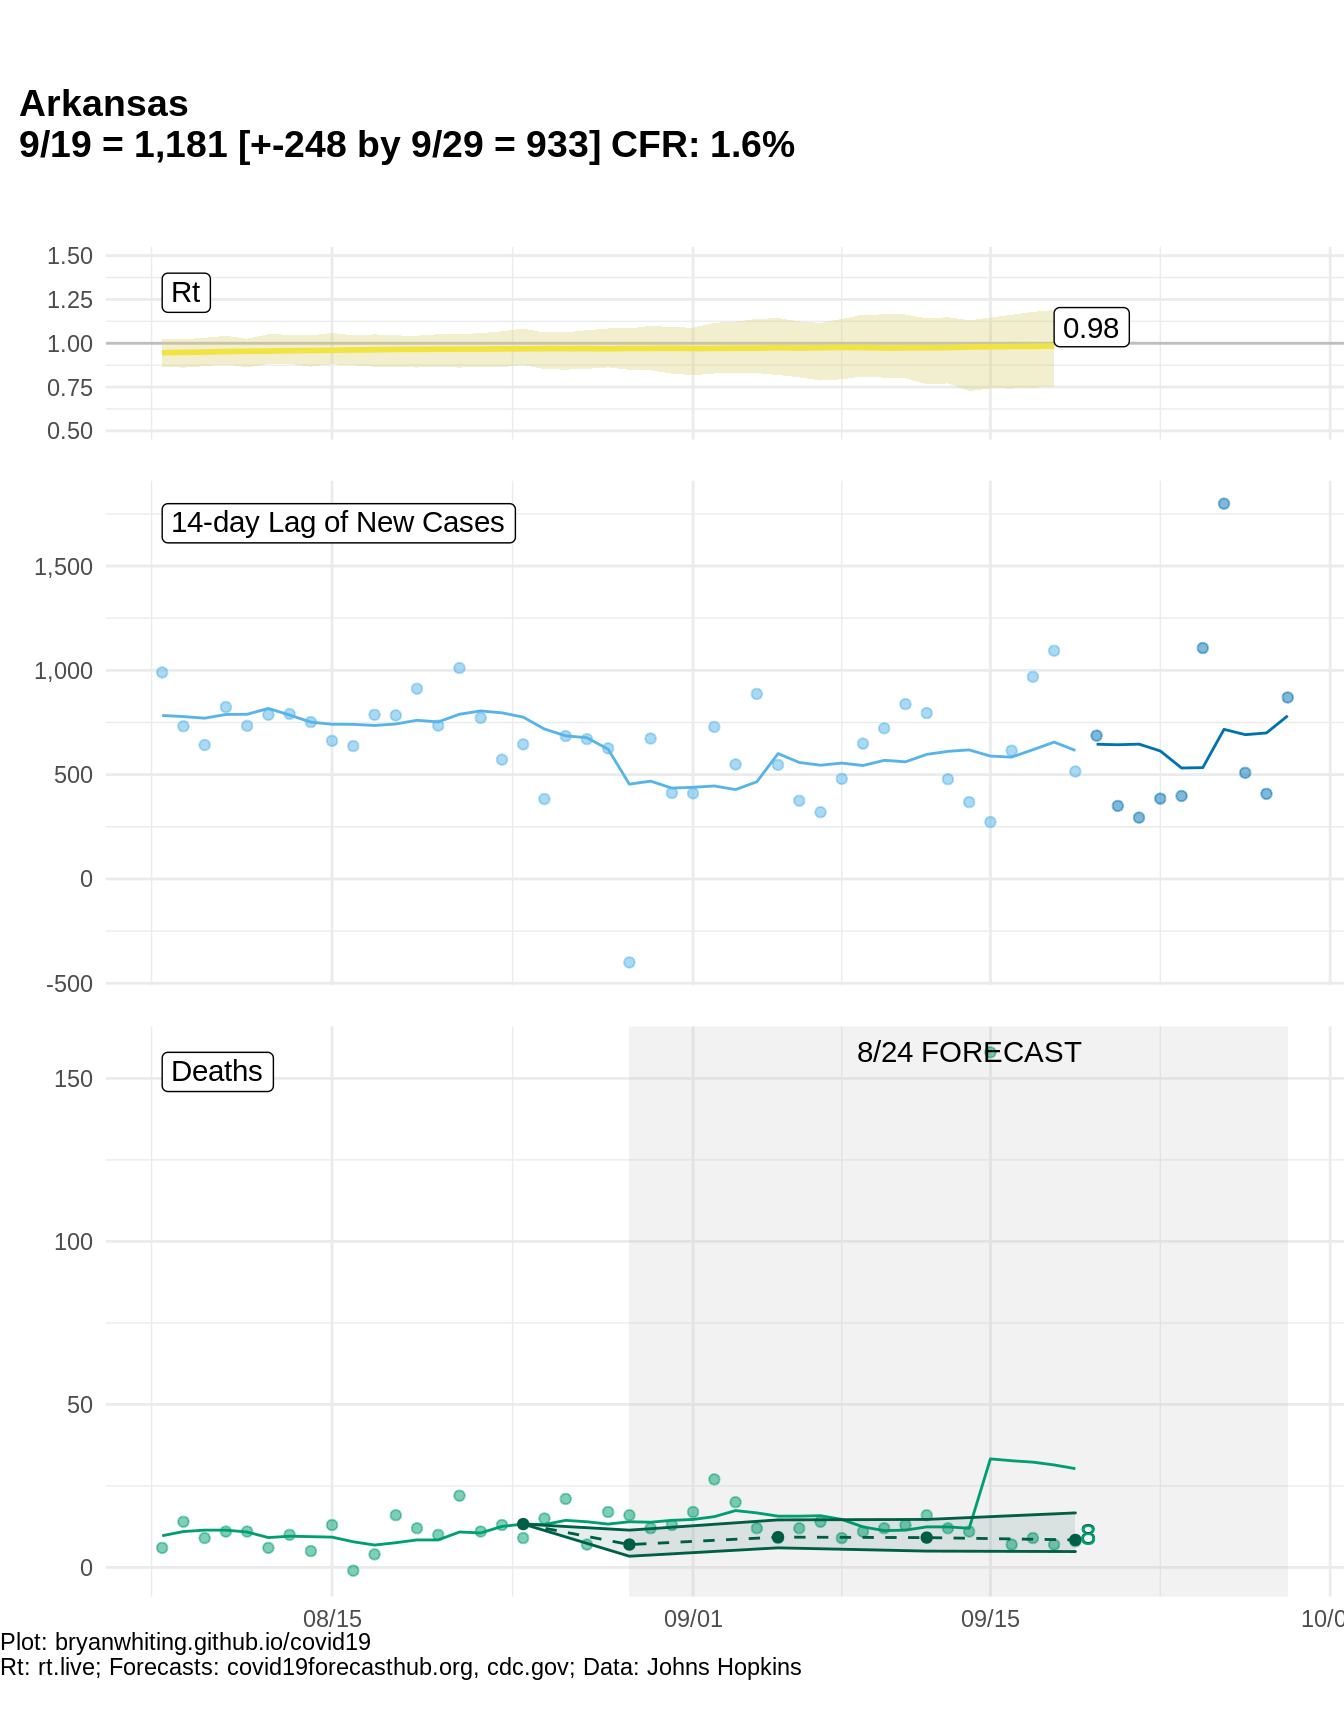 Arkansas
9/19 = 1,181 [+-248 by 9/29 = 933] CFR: 1.6%
1.50
Rt
1.25
0.98
1.00
0.75
0.50
14-day Lag of New Cases
1,500
1,000
500
0
-500
8/24 FORECAST
Deaths
150
100
50
8
0
08/15
09/01
09/15
10/0
Plot: bryanwhiting.github.io/covid19
Rt: rt.live; Forecasts: covid19forecasthub.org, cdc.gov; Data: Johns Hopkins